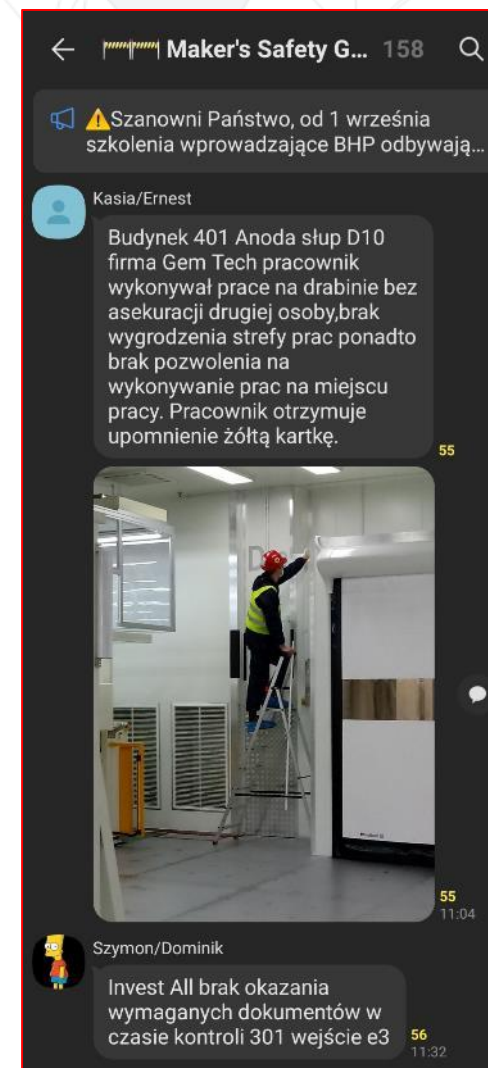 Maker's Safety G... 158
⚠️Szanowni Państwo, od 1 września
szkolenia wprowadzające BHP odbywają...
Kasia/Ernest
Budynek 401 Anoda słup D10
firma Gem Tech pracownik
wykonywał prace na drabinie bez
asekuracji drugiej osoby,brak
wygrodzenia strefy prac ponadto
brak pozwolenia na
wykonywanie prac na miejscu
pracy. Pracownik otrzymuje
upomnienie żółtą kartkę.
55
55
11:04
Szymon/Dominik
Invest All brak okazania
wymaganych dokumentów w
czasie kontroli 301 wejście e3
56
11:32